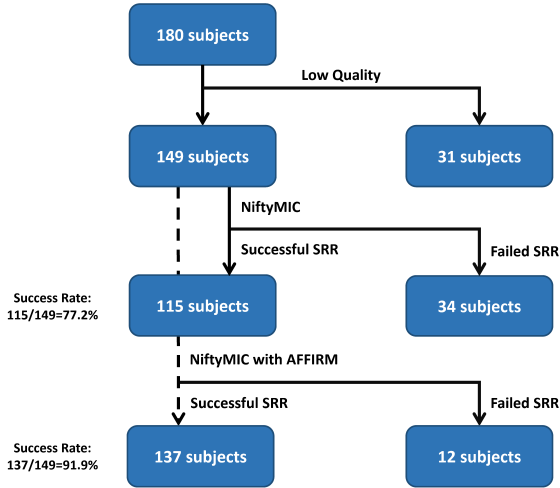 180 subjects
Low Quality
149 subjects
31 subjects
NiftyMIC
Successful SRR
Failed SRR
Success Rate:
115/149=77.2%
115 subjects
34 subjects
NiftyMIC with AFFIRM
Successful SRR
Failed SRR
Success Rate:
137/149=91.9%
137 subjects
12 subjects